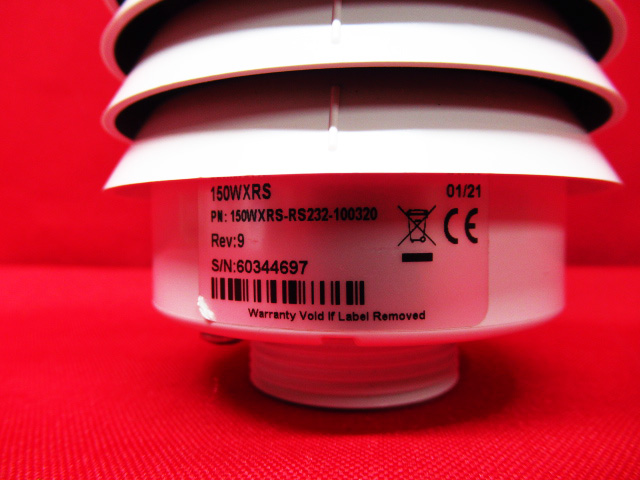 150WXRS 01/21
PN: 150WXRS-RS232-100320
Rev:9
S/N:60344697
Warranty Void If Label Removed